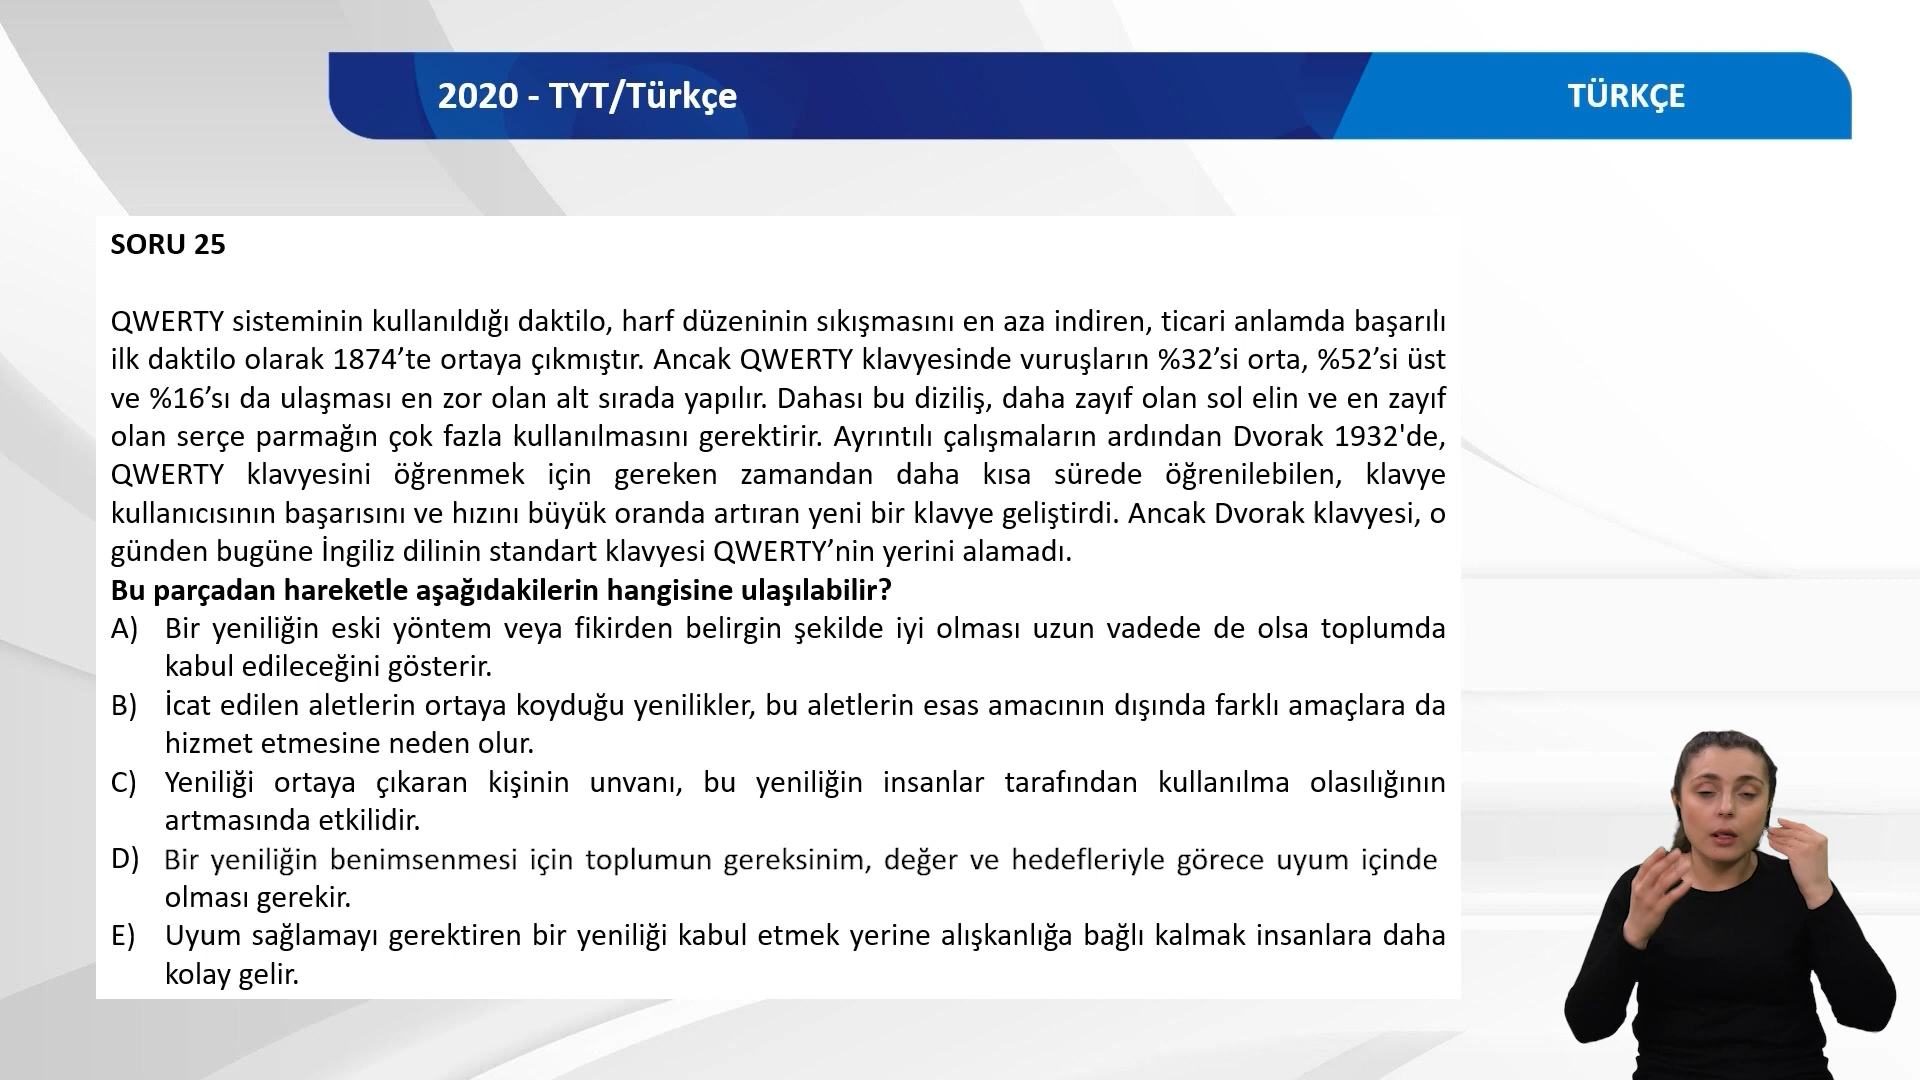 2020 - TYT/Türkçe
TÜRKÇE
SORU 25
QWERTY sisteminin kullanıldığı daktilo, harf düzeninin sıkışmasını en aza indiren, ticari anlamda başarılı
ilk daktilo olarak 1874’te ortaya çıkmıştır. Ancak QWERTY klavyesinde vuruşların %32’si orta, %52’si üst
ve %16’sı da ulaşması en zor olan alt sırada yapılır. Dahası bu diziliş, daha zayıf olan sol elin ve en zayıf
olan serçe parmağın çok fazla kullanılmasını gerektirir. Ayrıntılı çalışmaların ardından Dvorak 1932'de,
QWERTY klavyesini öğrenmek için gereken zamandan daha kısa sürede öğrenilebilen, klavye
kullanıcısının başarısını ve hızını büyük oranda artıran yeni bir klavye geliştirdi. Ancak Dvorak klavyesi, o
günden bugüne İngiliz dilinin standart klavyesi QWERTY’nin yerini alamadı.
Bu parçadan hareketle aşağıdakilerin hangisine ulaşılabilir?
A) Bir yeniliğin eski yöntem veya fikirden belirgin şekilde iyi olması uzun vadede de olsa toplumda
kabul edileceğini gösterir.
B) İcat edilen aletlerin ortaya koyduğu yenilikler, bu aletlerin esas amacının dışında farklı amaçlara da
hizmet etmesine neden olur.
C) Yeniliği ortaya çıkaran kişinin unvanı, bu yeniliğin insanlar tarafından kullanılma olasılığının
artmasında etkilidir.
D) Bir yeniliğin benimsenmesi için toplumun gereksinim, değer ve hedefleriyle görece uyum içinde
olması gerekir.
E) Uyum sağlamayı gerektiren bir yeniliği kabul etmek yerine alışkanlığa bağlı kalmak insanlara daha
kolay gelir.